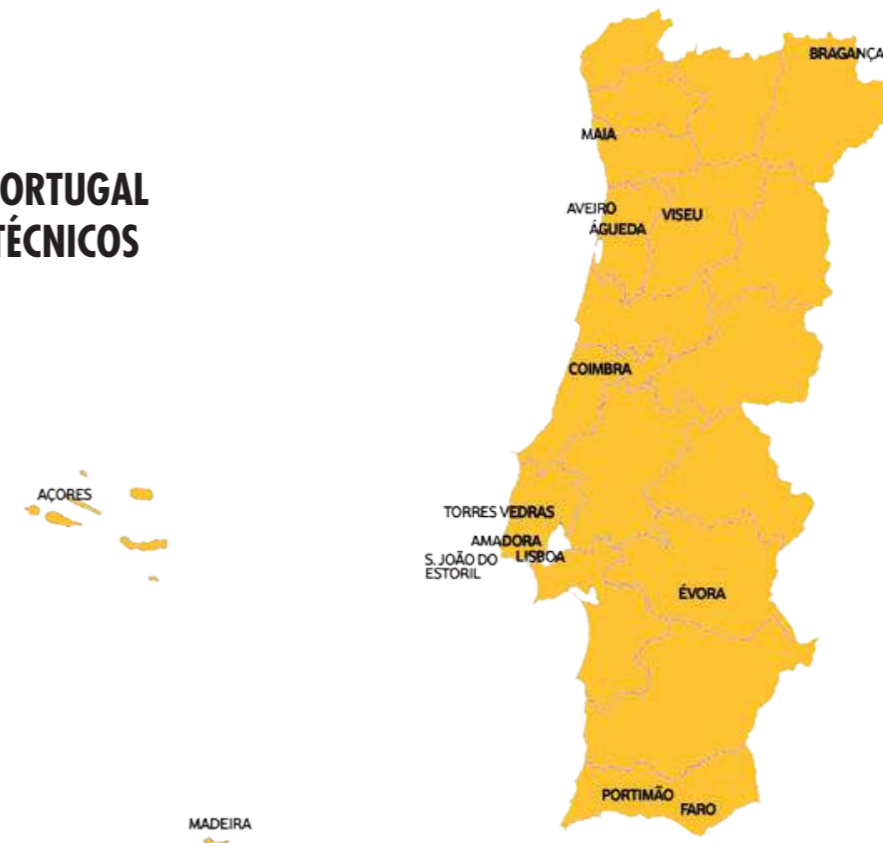 ORTUGAL
TÉCNICOS
BRAGANÇA
MAIA
AVEIRO
ÁGUEDA
VISEU
COIMBRA
AÇORES
TORRES VEDRAS
AMADORA
LISBOA
S. JOÃO DO
ESTORIL
ÉVORA
PORTIMÃO
FARO
MADEIRA